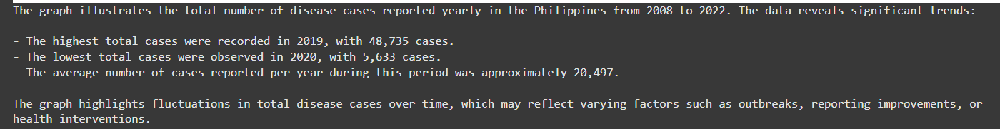 The graph illustrates the total number of disease cases reported yearly in the Philippines from 2008 to 2022. The data reveals significant trends:
- The highest total cases were recorded in 2019, with 48,735 cases.
- The lowest total cases were observed in 2020, with 5,633 cases.
- The average number of cases reported per year during this period was approximately 20,497.
The graph highlights fluctuations in total disease cases over time, which may reflect varying factors such as outbreaks, reporting improvements, or
health interventions.